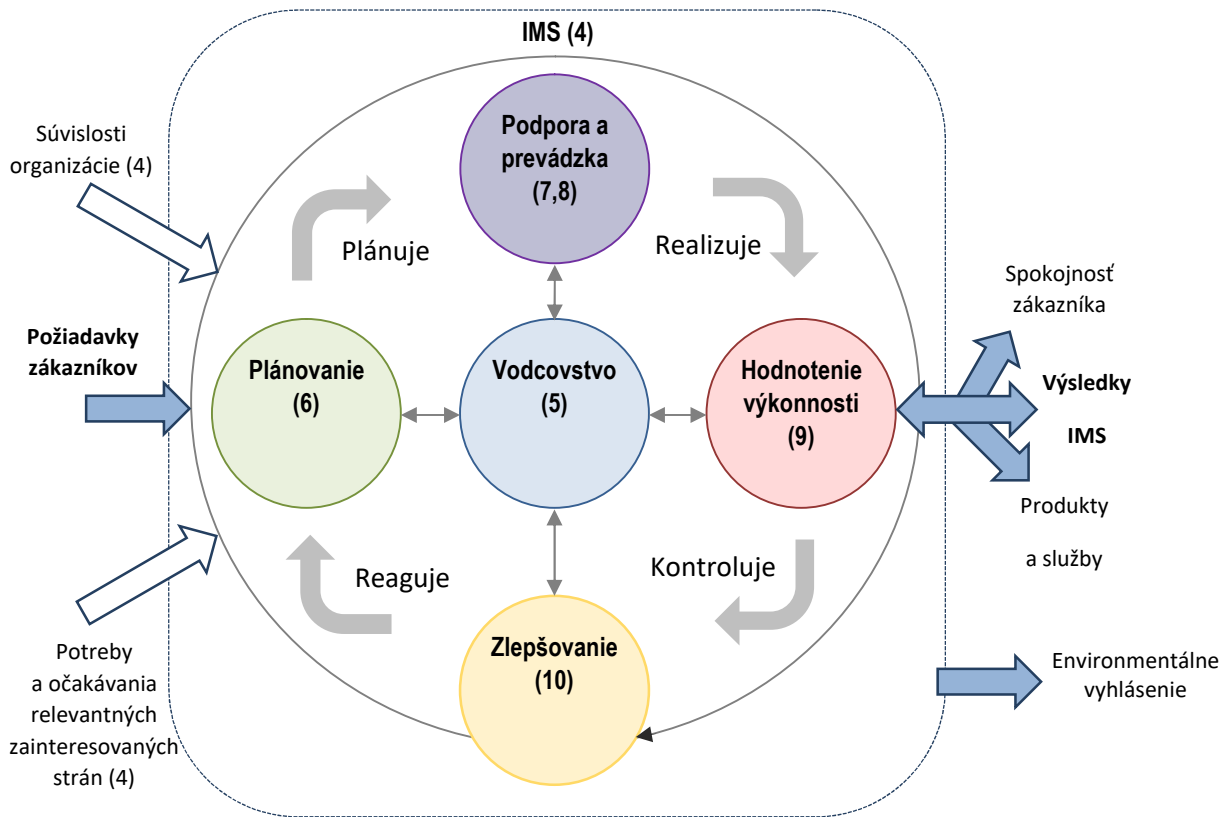 IMS (4)
Súvislosti
organizácie (4)
Podpora a
prevádzka
(7,8)
Plánuje
Realizuje
Spokojnosť
zákazníka
Požiadavky
zákazníkov
Plánovanie
(6)
Vodcovstvo
(5)
Hodnotenie
výkonnosti
(9)
Výsledky
IMS
Produkty
a služby
Reaguje
Kontroluje
Zlepšovanie
(10)
Potreby
a očakávania
relevantných
zainteresovaných
strán (4)
Environmentálne
vyhlásenie